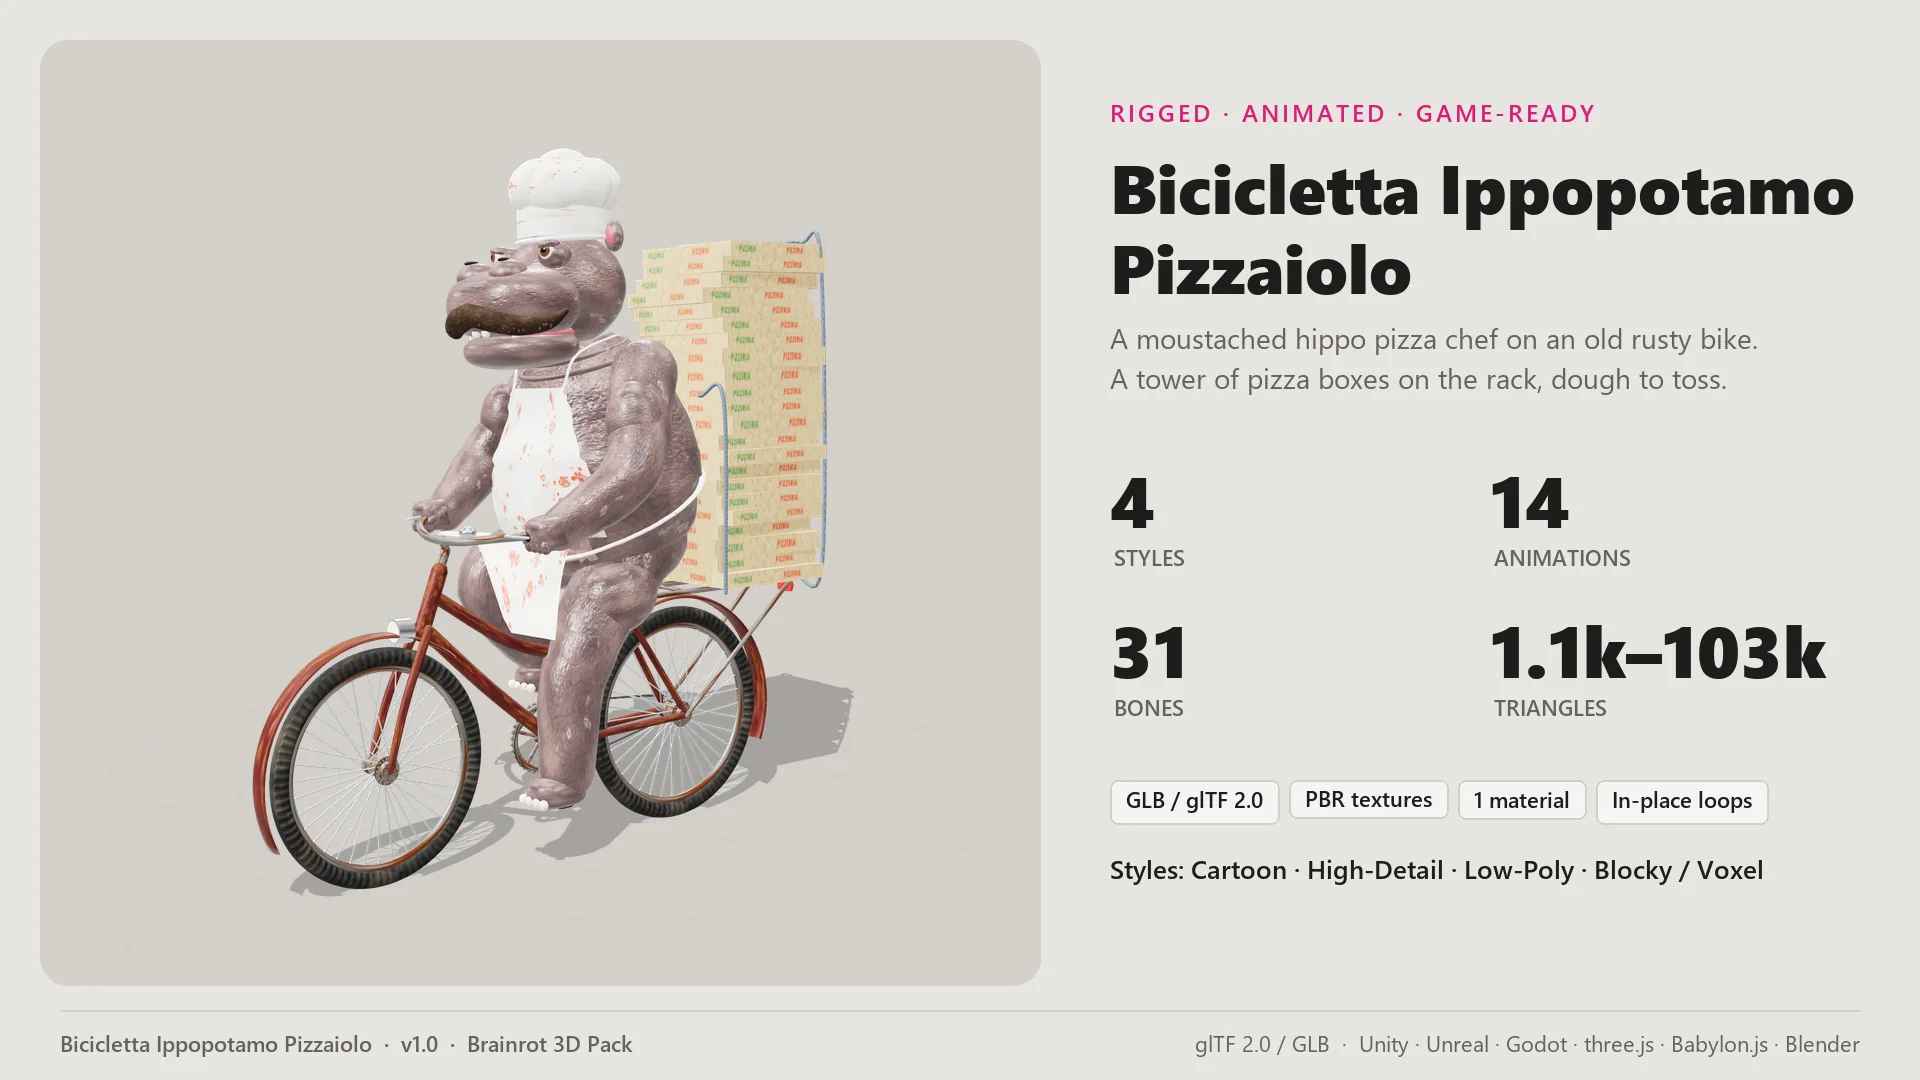 RIGGED · ANIMATED · GAME-READY
Bicicletta Ippopotamo
Pizzaiolo
A moustached hippo pizza chef on an old rusty bike.
A tower of pizza boxes on the rack, dough to toss.
4
STYLES
14
ANIMATIONS
31
BONES
1.1k–103k
TRIANGLES
GLB / glTF 2.0
PBR textures
1 material
In-place loops
Styles: Cartoon · High-Detail · Low-Poly · Blocky / Voxel
Bicicletta Ippopotamo Pizzaiolo · v1.0 · Brainrot 3D Pack
glTF 2.0 / GLB · Unity · Unreal · Godot · three.js · Babylon.js · Blender